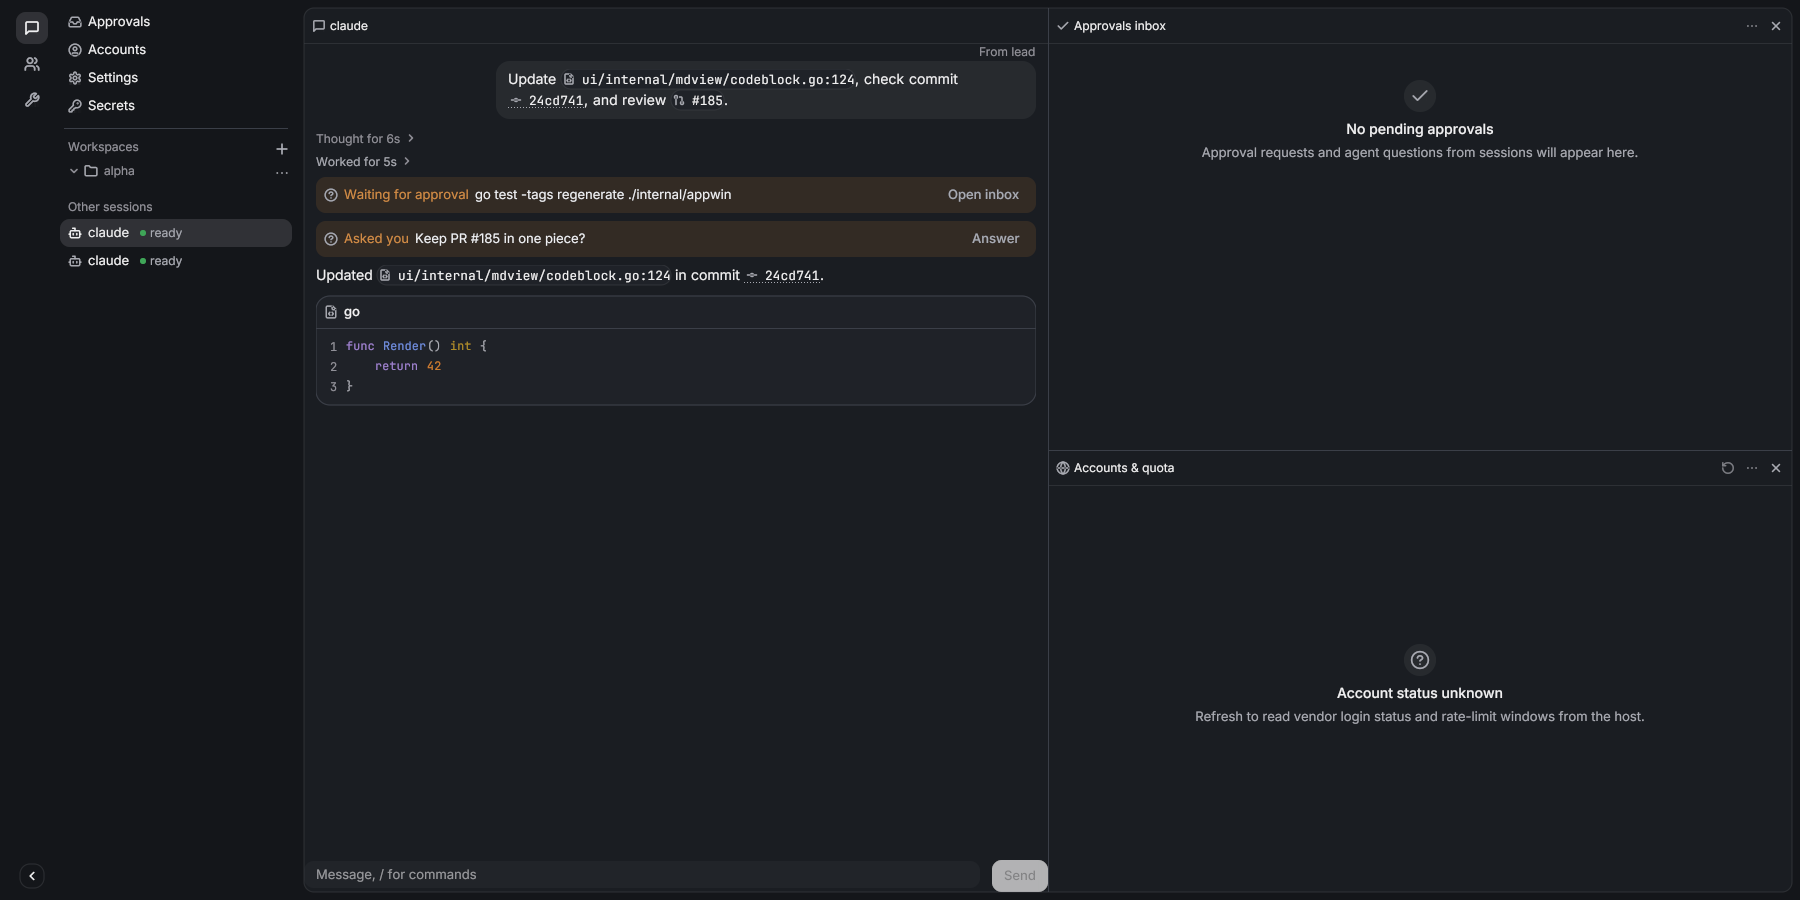 Approvals
Accounts
Settings
Secrets
Workspaces
alpha
Other sessions
claude ready
claude ready
claude
From lead
Update ui/internal/mdview/codeblock.go:124, check commit
24cd741, and review #185.
Thought for 6s
Worked for 5s
Waiting for approval go test -tags regenerate ./internal/appwin Open inbox
Asked you Keep PR #185 in one piece? Answer
Updated ui/internal/mdview/codeblock.go:124 in commit 24cd741.
go
1 func Render() int {
2     return 42
3 }
Message, / for commands
Send
Approvals inbox
No pending approvals
Approval requests and agent questions from sessions will appear here.
Accounts & quota
Account status unknown
Refresh to read vendor login status and rate-limit windows from the host.